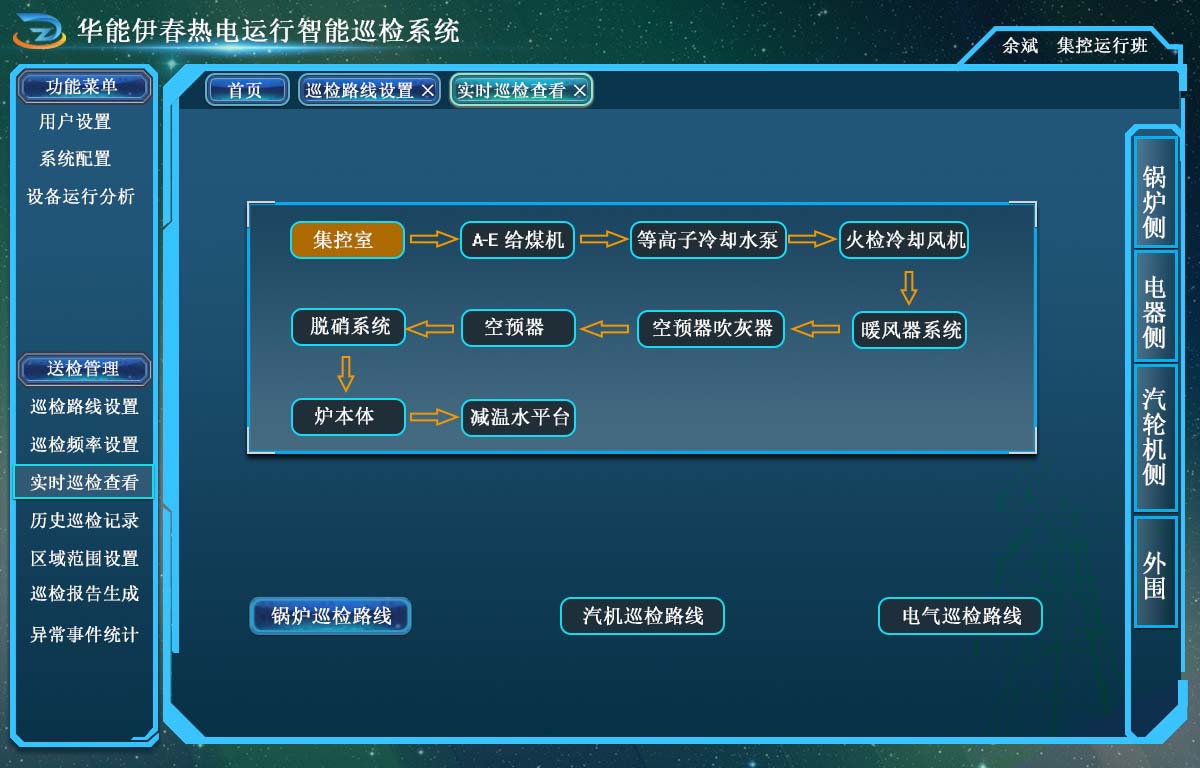 华能伊春热电运行智能巡检系统
余斌 集控运行班
功能菜单
用户设置
系统配置
设备运行分析
送检管理
巡检路线设置
巡检频率设置
实时巡检查看
历史巡检记录
区域范围设置
巡检报告生成
异常事件统计
首页
巡检路线设置 ×
实时巡检查看 ×
集控室
A-E 给煤机
等高子冷却水泵
火检冷却风机
脱硝系统
空预器
空预器吹灰器
暖风器系统
炉本体
减温水平台
锅炉巡检路线
汽机巡检路线
电气巡检路线
锅炉侧
电器侧
汽轮机侧
外围